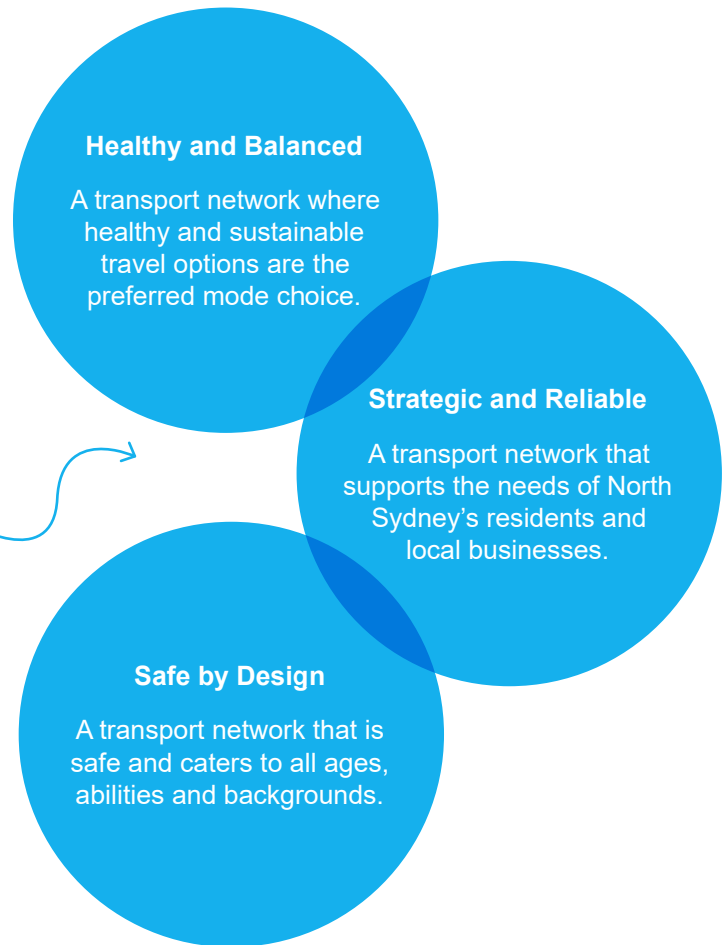 Healthy and Balanced
A transport network where
healthy and sustainable
travel options are the
preferred mode choice.
Strategic and Reliable
A transport network that
supports the needs of North
Sydney’s residents and
local businesses.
Safe by Design
A transport network that is
safe and caters to all ages,
abilities and backgrounds.